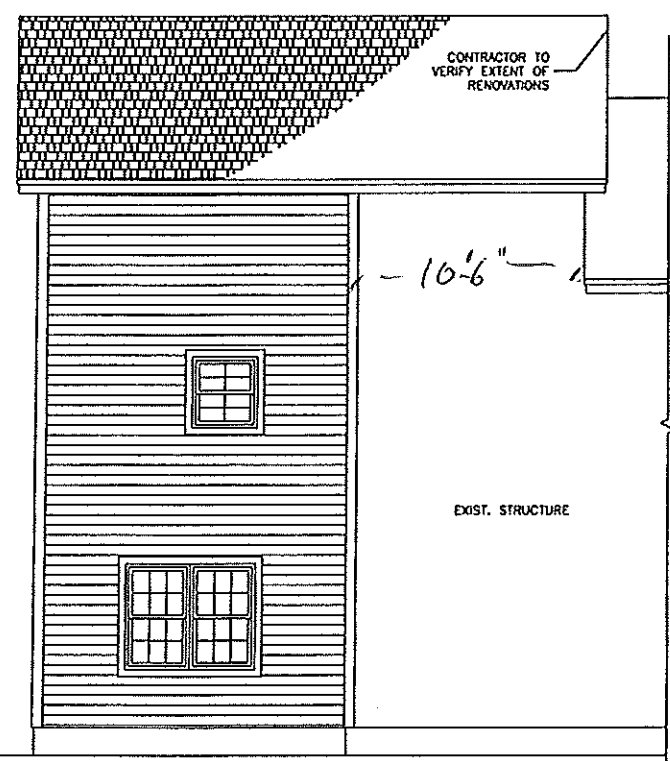 CONTRACTOR TO
VERIFY EXTENT OF
RENOVATIONS
10'6"
EXIST. STRUCTURE